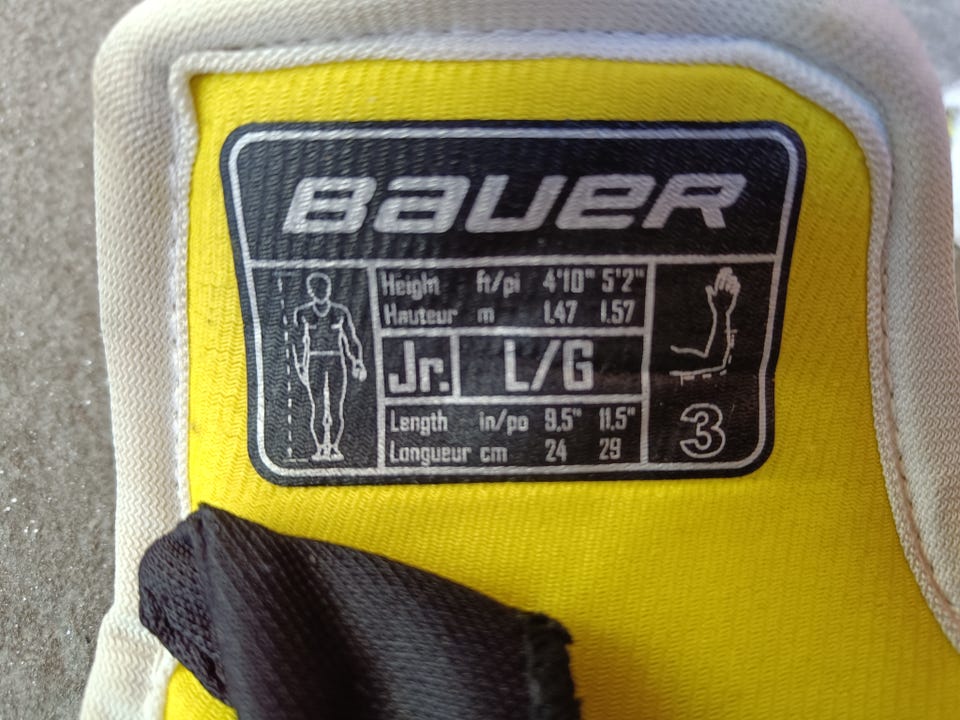 BAUER
Height ft/pi 4'10" 5'2"
Hauteur m 1.47 1.57
Jr. L/G
Length in/po 9.5" 11.5"
Longueur cm 24 29
3